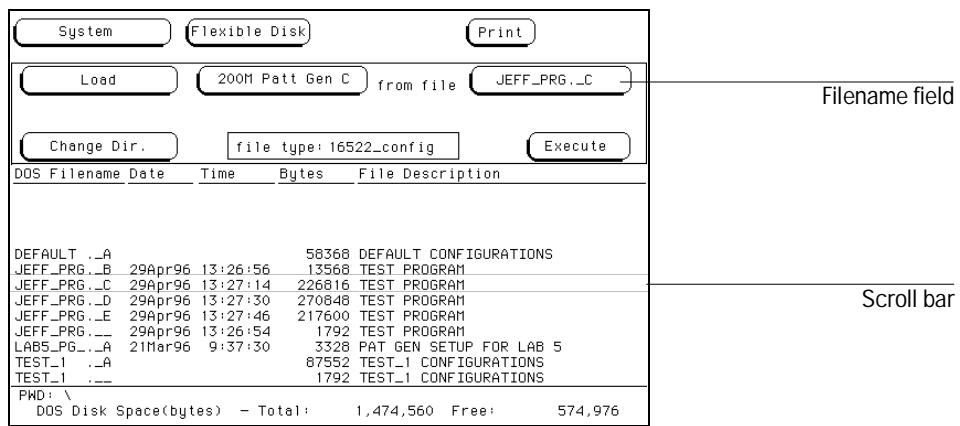 System Flexible Disk Print
Load 200M Patt Gen C from file JEFF_PRG._C
Filename field
Change Dir. file type: 16522_config Execute
DOS Filename Date Time Bytes File Description
DEFAULT ._A 58368 DEFAULT CONFIGURATIONS
JEFF_PRG._B 29Apr96 13:26:56 13568 TEST PROGRAM
JEFF_PRG._C 29Apr96 13:27:14 226816 TEST PROGRAM
Scroll bar
JEFF_PRG._D 29Apr96 13:27:30 270848 TEST PROGRAM
JEFF_PRG._E 29Apr96 13:27:46 217600 TEST PROGRAM
JEFF_PRG.__ 29Apr96 13:26:54 1792 TEST PROGRAM
LAB5_PG_._A 21Mar96 9:37:30 3328 PAT GEN SETUP FOR LAB 5
TEST_1 ._A 87552 TEST_1 CONFIGURATIONS
TEST_1 .__ 1792 TEST_1 CONFIGURATIONS
PWD: \
DOS Disk Space(bytes) - Total: 1,474,560 Free: 574,976